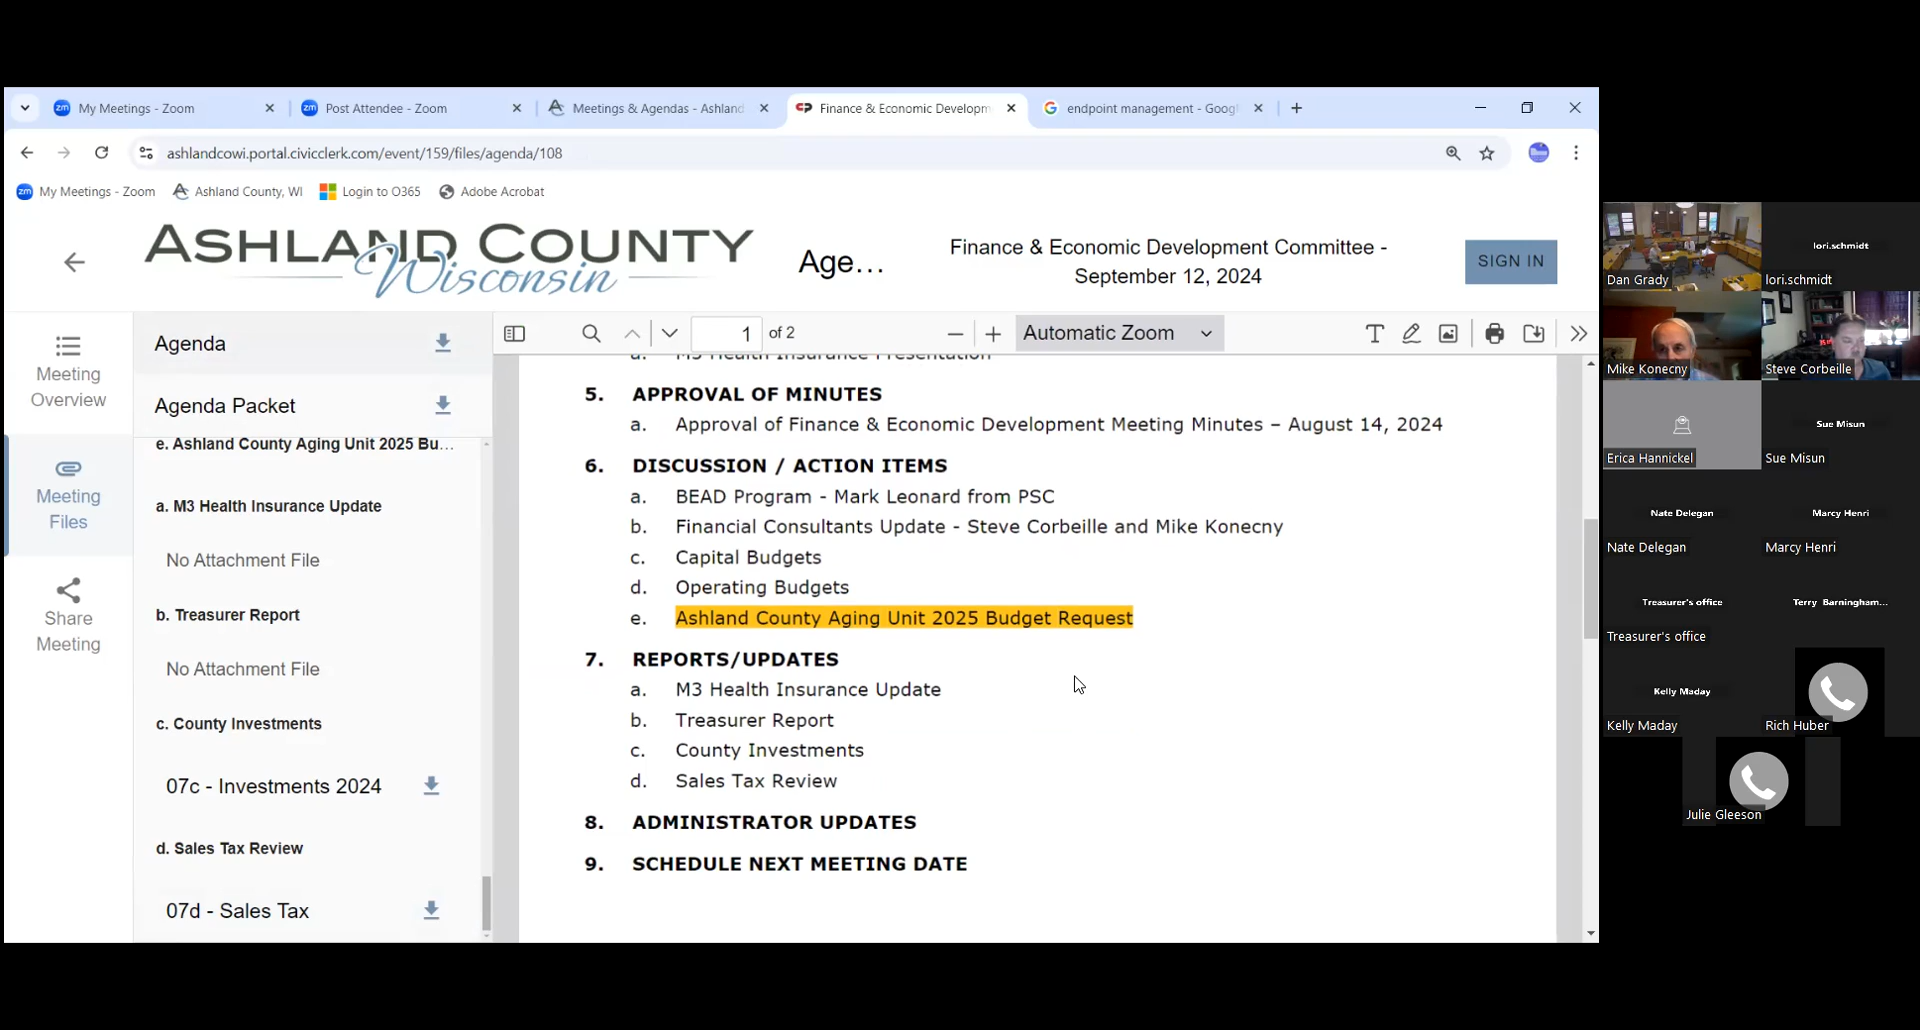 My Meetings - Zoom
Post Attendee - Zoom
Meetings & Agendas - Ashland
Finance & Economic Developm
endpoint management - Goog
ashlandcowi.portal.civicclerk.com/event/159/files/agenda/108
My Meetings - Zoom
Ashland County, WI
Login to O365
Adobe Acrobat
ASHLAND COUNTY
Wisconsin
Age...
Finance & Economic Development Committee -
September 12, 2024
SIGN IN
Meeting
Overview
Meeting
Files
Share
Meeting
Agenda
Agenda Packet
e. Ashland County Aging Unit 2025 Bu...
a. M3 Health Insurance Update
No Attachment File
b. Treasurer Report
No Attachment File
c. County Investments
07c - Investments 2024
d. Sales Tax Review
07d - Sales Tax
1 of 2
Automatic Zoom
a. M3 Health Insurance Presentation
5. APPROVAL OF MINUTES
a. Approval of Finance & Economic Development Meeting Minutes – August 14, 2024
6. DISCUSSION / ACTION ITEMS
a. BEAD Program - Mark Leonard from PSC
b. Financial Consultants Update - Steve Corbeille and Mike Konecny
c. Capital Budgets
d. Operating Budgets
e. Ashland County Aging Unit 2025 Budget Request
7. REPORTS/UPDATES
a. M3 Health Insurance Update
b. Treasurer Report
c. County Investments
d. Sales Tax Review
8. ADMINISTRATOR UPDATES
9. SCHEDULE NEXT MEETING DATE
Dan Grady
lori.schmidt
lori.schmidt
Mike Konecny
Steve Corbeille
Erica Hannickel
Sue Misun
Sue Misun
Nate Delegan
Nate Delegan
Marcy Henri
Marcy Henri
Treasurer's office
Treasurer's office
Terry Barningham...
Kelly Maday
Kelly Maday
Rich Huber
Julie Gleeson